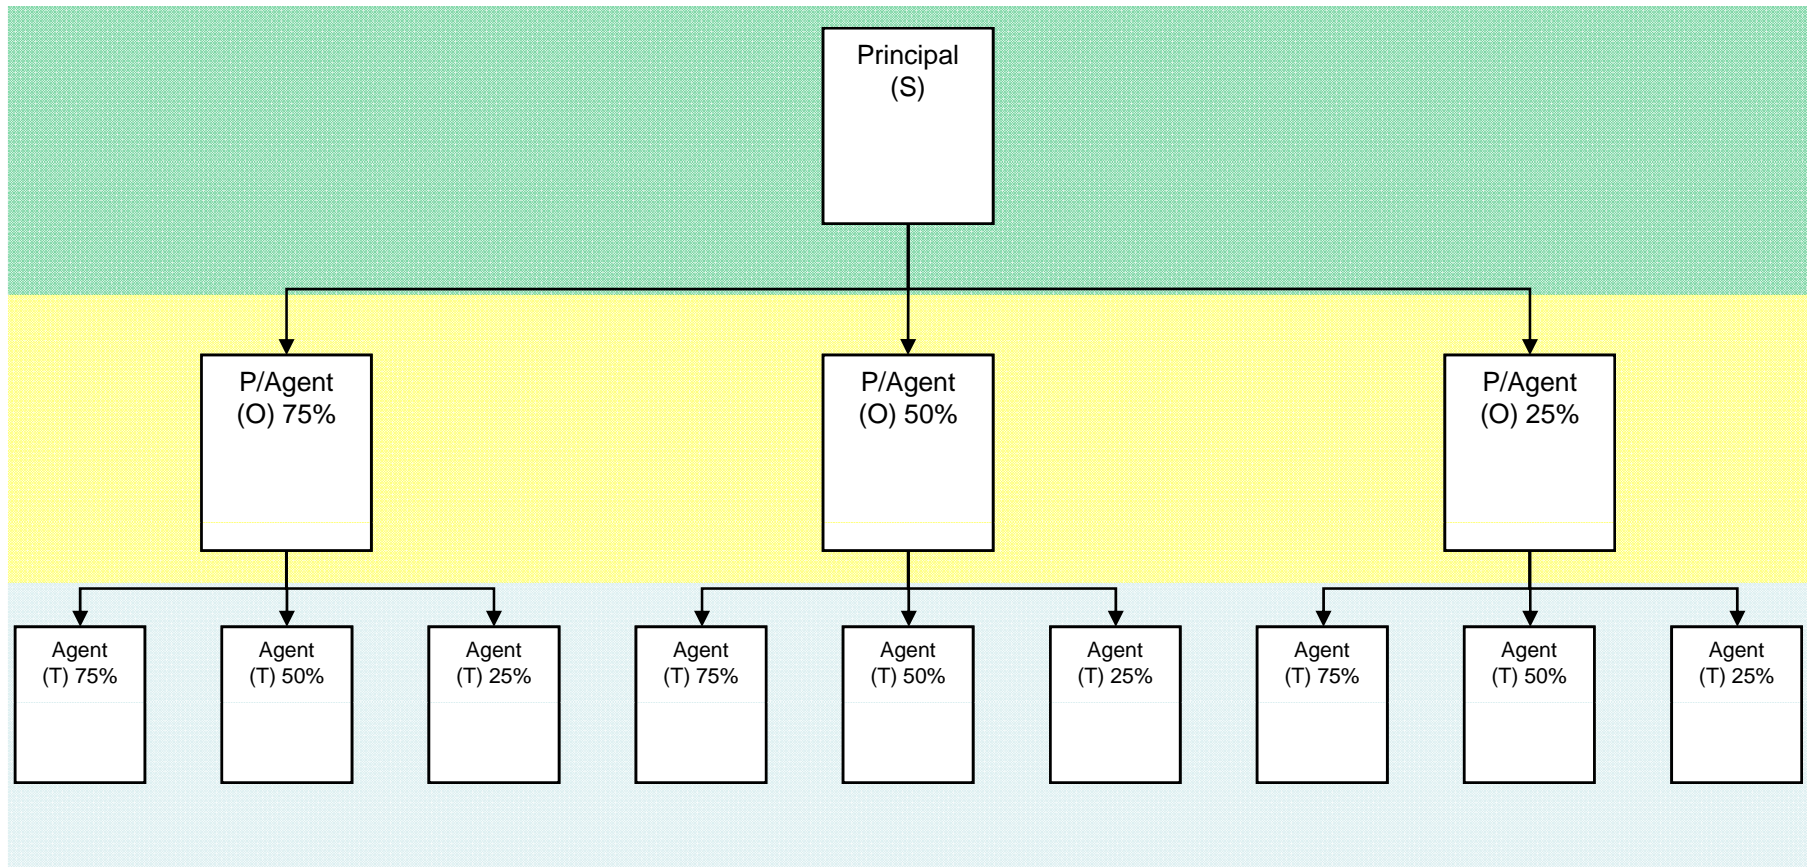 Principal
(S)
P/Agent
(O) 75%
P/Agent
(O) 50%
P/Agent
(O) 25%
Agent
(T) 75%
Agent
(T) 50%
Agent
(T) 25%
Agent
(T) 75%
Agent
(T) 50%
Agent
(T) 25%
Agent
(T) 75%
Agent
(T) 50%
Agent
(T) 25%